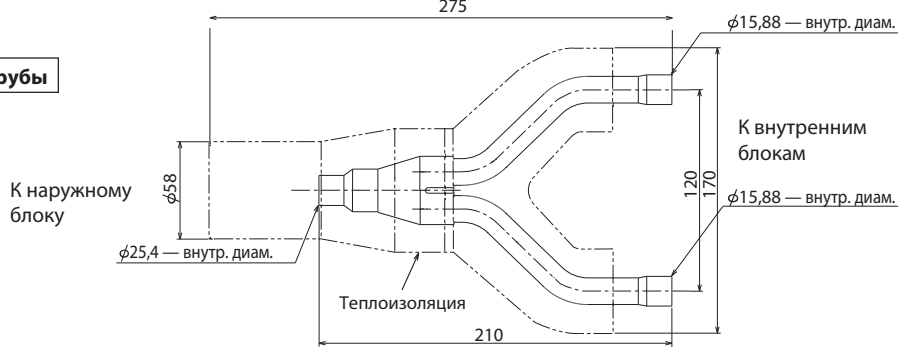 275
φ15,88 — внутр. диам.
рубы
К внутренним
блокам
К наружному
блоку
φ58
120
170
φ15,88 — внутр. диам.
φ25,4 — внутр. диам.
Теплоизоляция
210